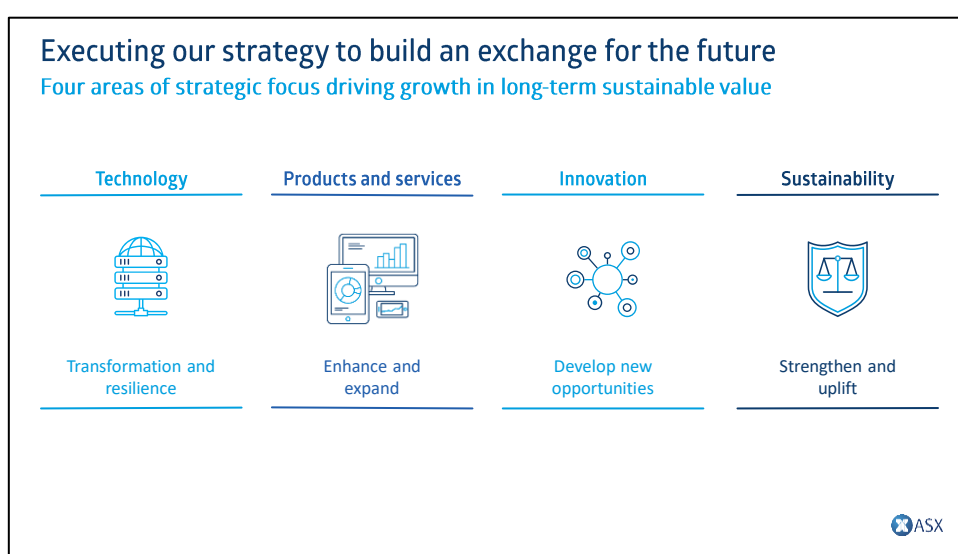 Executing our strategy to build an exchange for the future
Four areas of strategic focus driving growth in long-term sustainable value
Technology
Products and services
Innovation
Sustainability
Transformation and
resilience
Enhance and
expand
Develop new
opportunities
Strengthen and
uplift
ASX